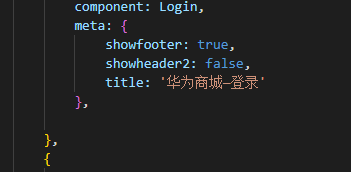 component: Login,
meta: {
showfooter: true,
showheader2: false,
title: '华为商城—登录'
},
},
{